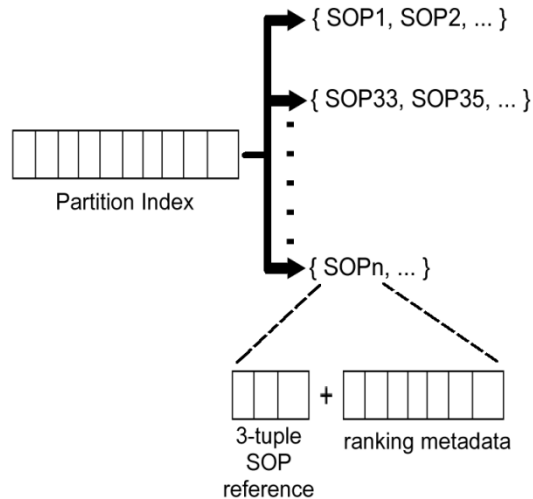 { SOP1, SOP2, ... }
{ SOP33, SOP35, ... }
Partition Index
{ SOPn, ... }
+
3-tuple
SOP
reference
ranking metadata